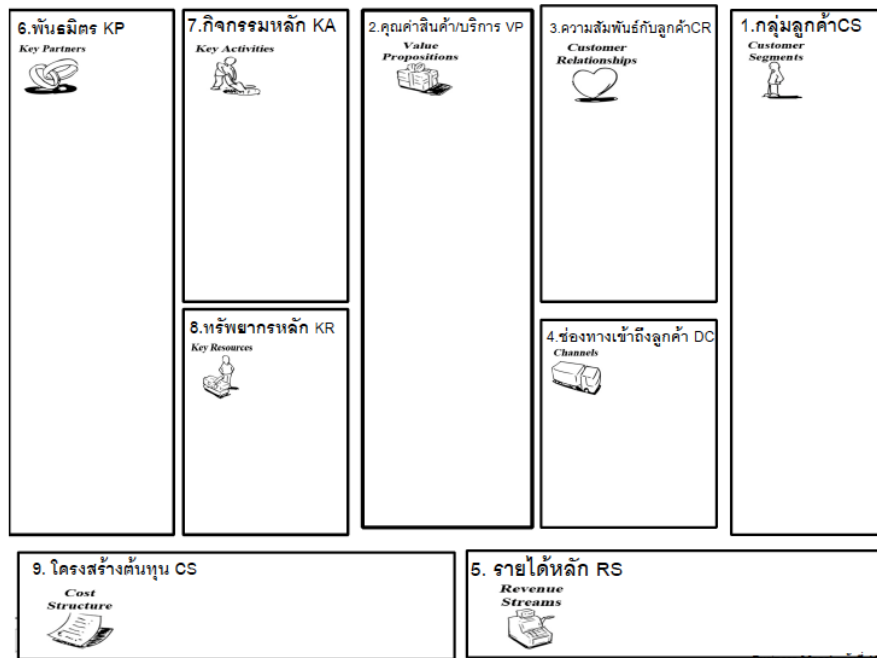 6.พันธมิตร KP
Key Partners
7.กิจกรรมหลัก KA
Key Activities
8.ทรัพยากรหลัก KR
Key Resources
2.คุณค่าสินค้า/บริการ VP
Value
Propositions
3.ความสัมพันธ์กับลูกค้าCR
Customer
Relationships
4.ช่องทางเข้าถึงลูกค้า DC
Channels
1.กลุ่มลูกค้าCS
Customer
Segments
9. โครงสร้างต้นทุน CS
Cost
Structure
5. รายได้หลัก RS
Revenue
Streams